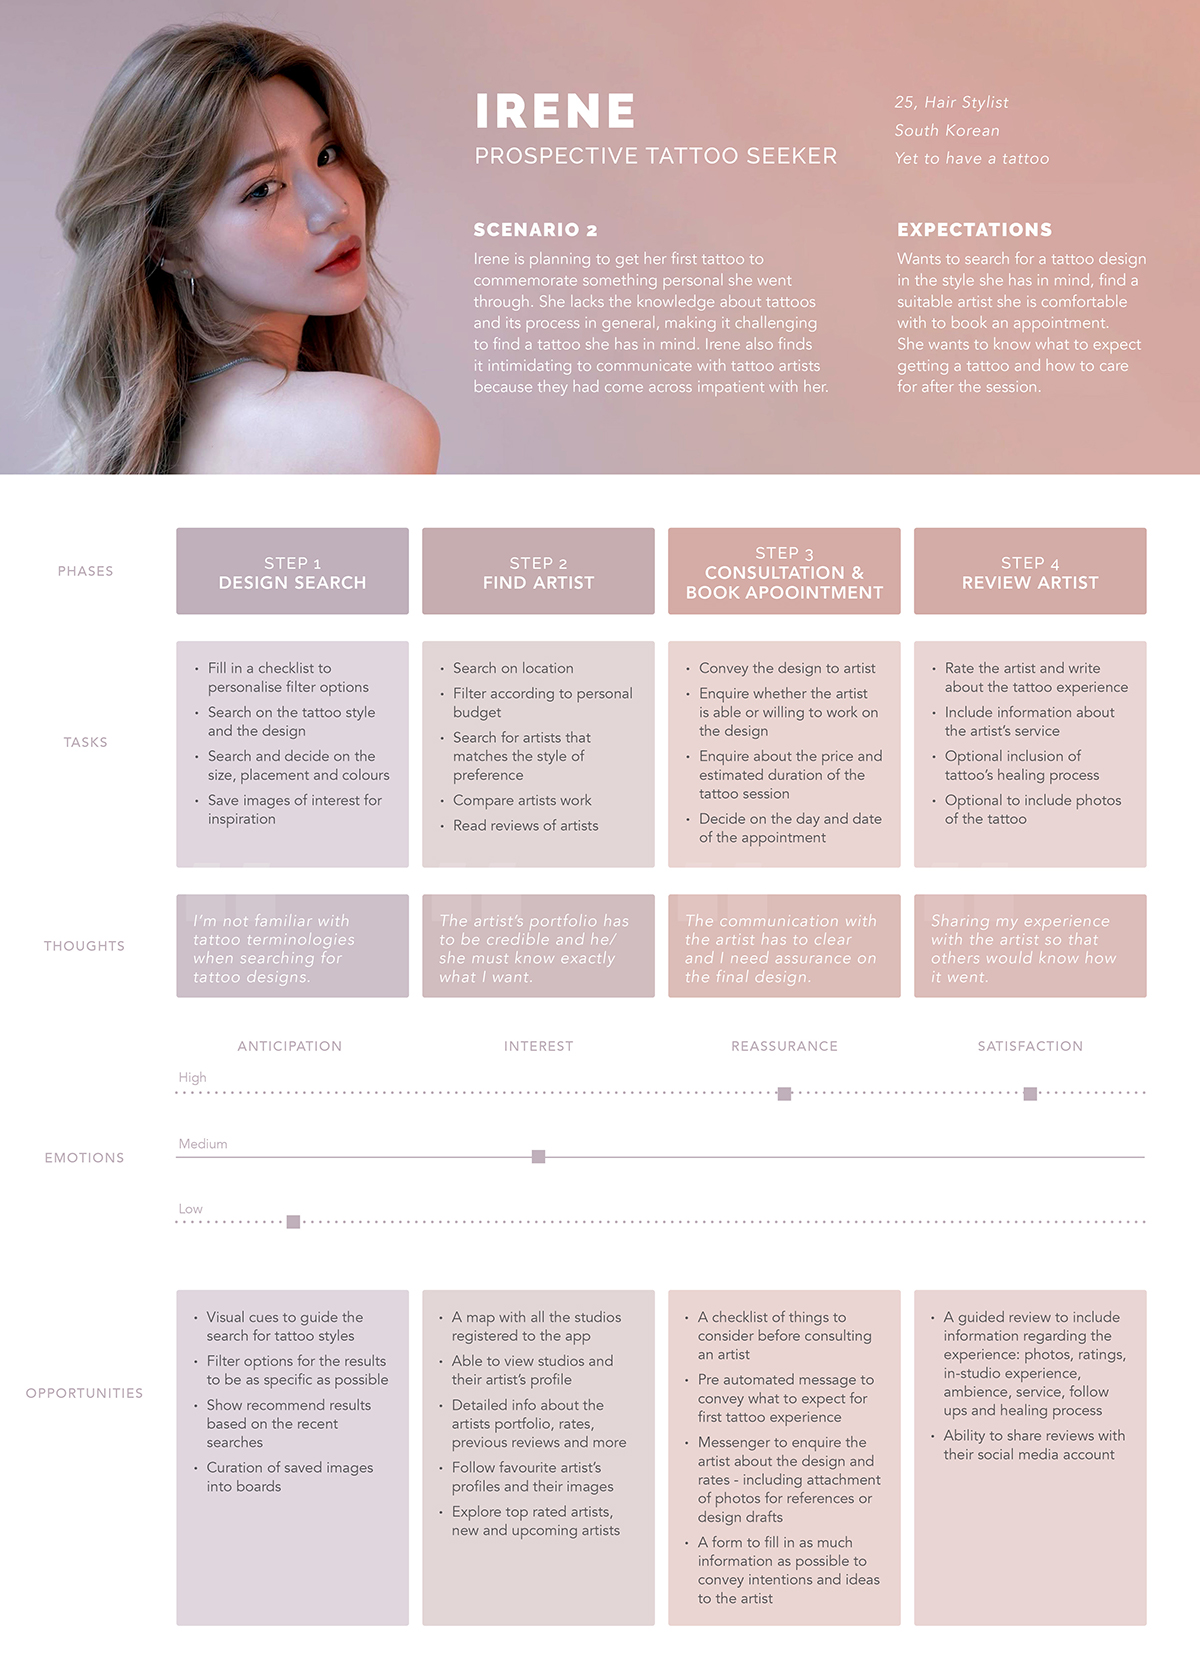 IRENE
PROSPECTIVE TATTOO SEEKER
25, Hair Stylist
South Korean
Yet to have a tattoo
SCENARIO 2
Irene is planning to get her first tattoo to
commemorate something personal she went
through. She lacks the knowledge about tattoos
and its process in general, making it challenging
to find a tattoo she has in mind. Irene also finds
it intimidating to communicate with tattoo artists
because they had come across impatient with her.
EXPECTATIONS
Wants to search for a tattoo design
in the style she has in mind, find a
suitable artist she is comfortable
with to book an appointment.
She wants to know what to expect
getting a tattoo and how to care
for after the session.
PHASES
STEP 1
DESIGN SEARCH
STEP 2
FIND ARTIST
STEP 3
CONSULTATION &
BOOK APOOINTMENT
STEP 4
REVIEW ARTIST
TASKS
• Fill in a checklist to
personalise filter options
• Search on the tattoo style
and the design
• Search and decide on the
size, placement and colours
• Save images of interest for
inspiration
• Search on location
• Filter according to personal
budget
• Search for artists that
matches the style of
preference
• Compare artists work
• Read reviews of artists
• Convey the design to artist
• Enquire whether the artist
is able or willing to work on
the design
• Enquire about the price and
estimated duration of the
tattoo session
• Decide on the day and date
of the appointment
• Rate the artist and write
about the tattoo experience
• Include information about
the artist's service
• Optional inclusion of
tattoo's healing process
• Optional to include photos
of the tattoo
THOUGHTS
I'm not familiar with
tattoo terminologies
when searching for
tattoo designs.
The artist's portfolio has
to be credible and he/
she must know exactly
what I want.
The communication with
the artist has to clear
and I need assurance on
the final design.
Sharing my experience
with the artist so that
others would know how
it went.
ANTICIPATION
INTEREST
REASSURANCE
SATISFACTION
High
Medium
EMOTIONS
Low
OPPORTUNITIES
• Visual cues to guide the
search for tattoo styles
• Filter options for the results
to be as specific as possible
• Show recommend results
based on the recent
searches
• Curation of saved images
into boards
• A map with all the studios
registered to the app
• Able to view studios and
their artist's profile
• Detailed info about the
artists portfolio, rates,
previous reviews and more
• Follow favourite artist's
profiles and their images
• Explore top rated artists,
new and upcoming artists
• A checklist of things to
consider before consulting
an artist
• Pre automated message to
convey what to expect for
first tattoo experience
• Messenger to enquire the
artist about the design and
rates - including attachment
of photos for references or
design drafts
• A form to fill in as much
information as possible to
convey intentions and ideas
to the artist
• A guided review to include
information regarding the
experience: photos, ratings,
in-studio experience,
ambience, service, follow
ups and healing process
• Ability to share reviews with
their social media account